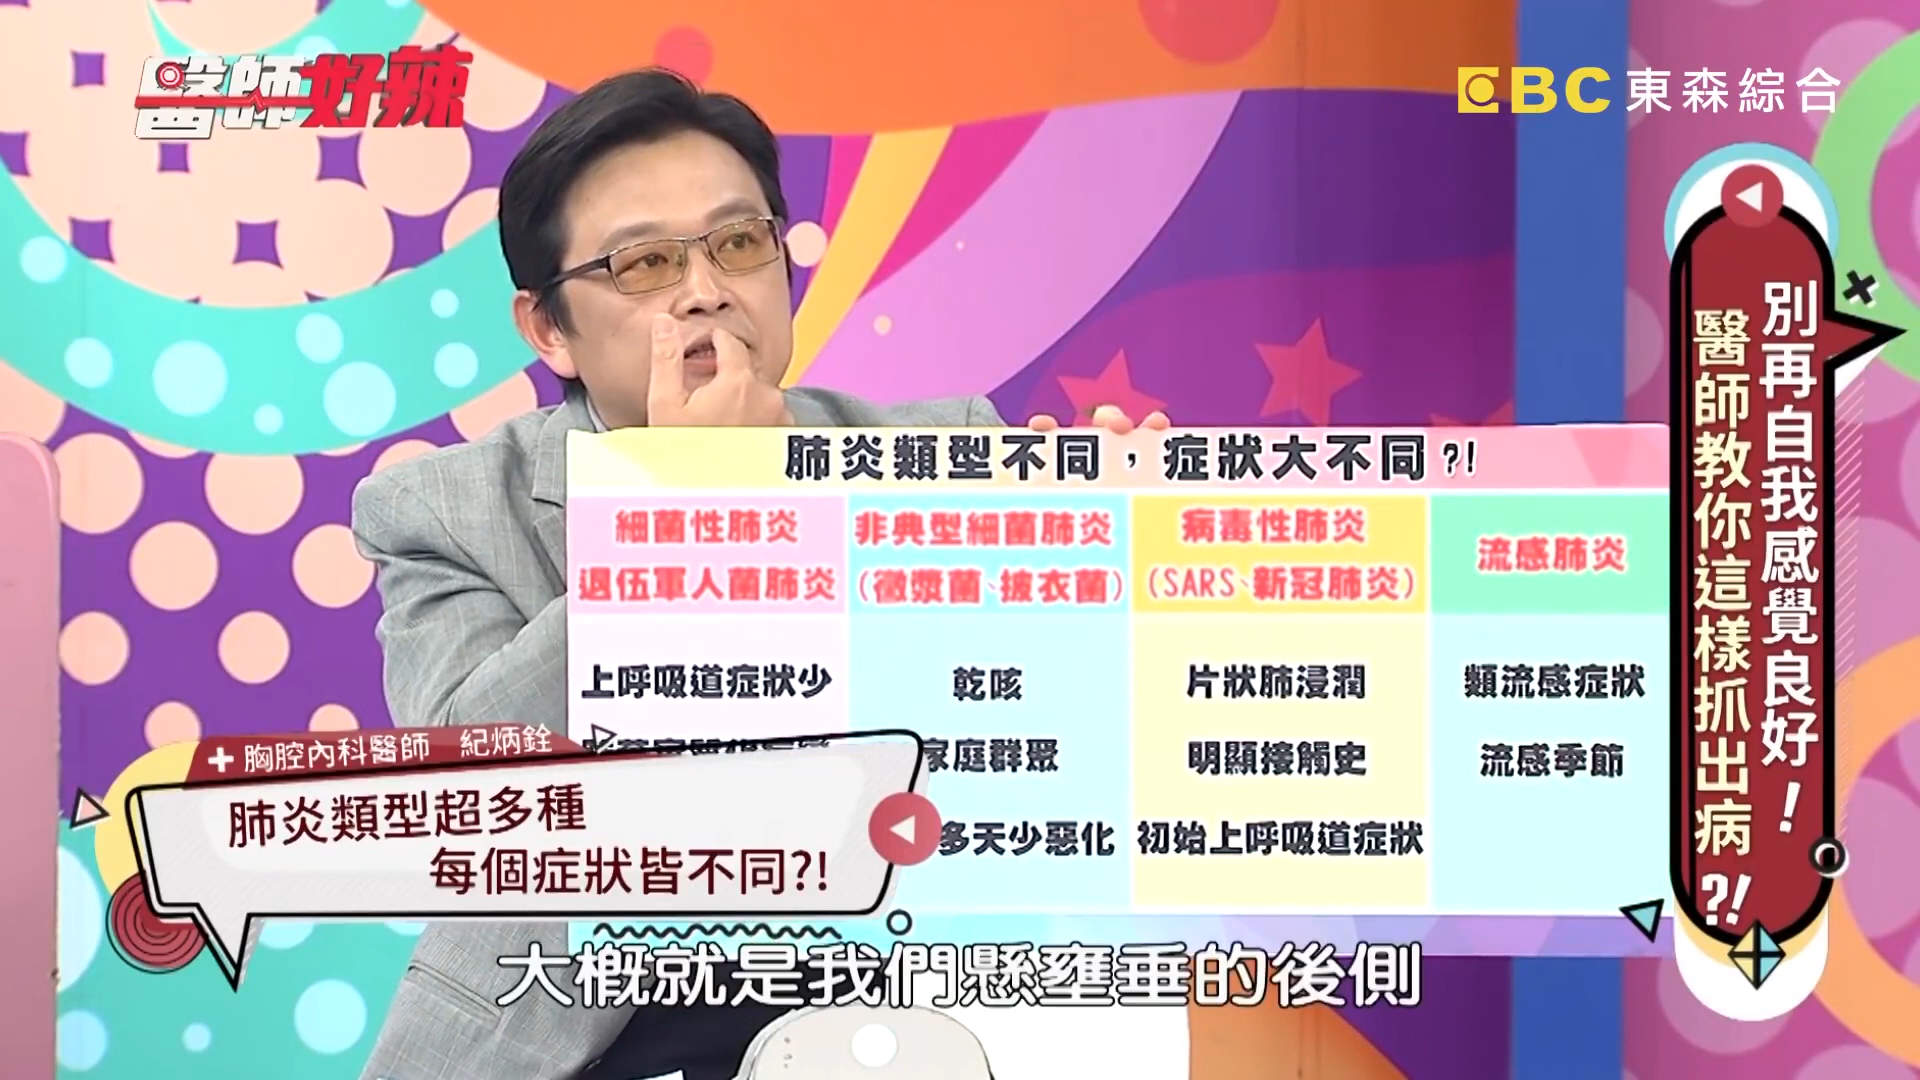 醫師好辣
EBC東森綜合
別再自我感覺良好！
醫師教你這樣抓出病?!
肺炎類型不同，症狀大不同?!
細菌性肺炎
退伍軍人菌肺炎
非典型細菌肺炎
(黴漿菌、披衣菌)
病毒性肺炎
(SARS、新冠肺炎)
流感肺炎
上呼吸道症狀少
乾咳
片狀肺浸潤
類流感症狀
家庭群聚
明顯接觸史
流感季節
多天少惡化
初始上呼吸道症狀
胸腔內科醫師 紀炳銓
肺炎類型超多種
每個症狀皆不同?!
大概就是我們懸壅垂的後側